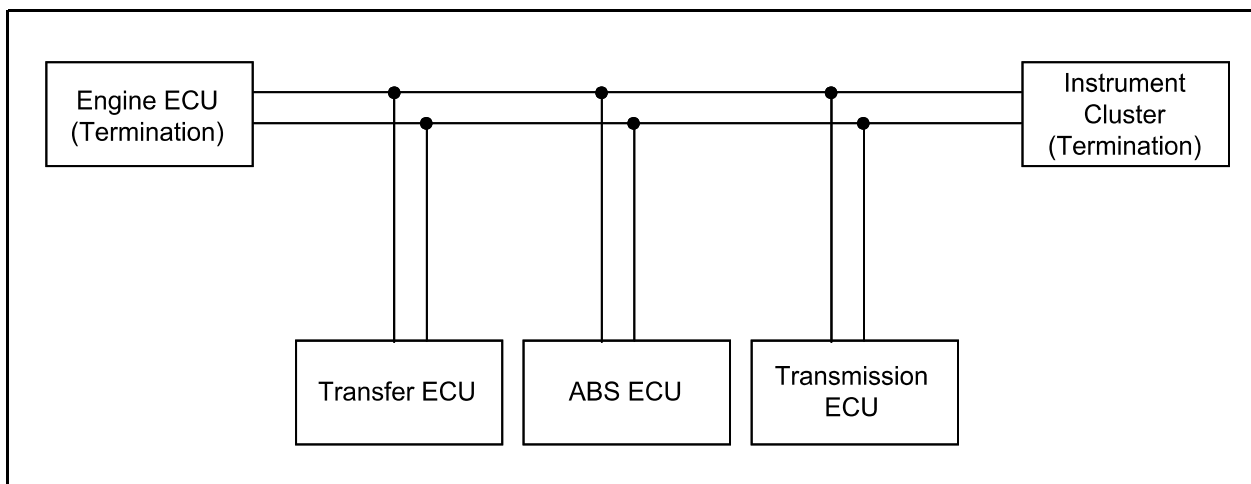 Engine ECU
(Termination)
Instrument
Cluster
(Termination)
Transfer ECU
ABS ECU
Transmission
ECU